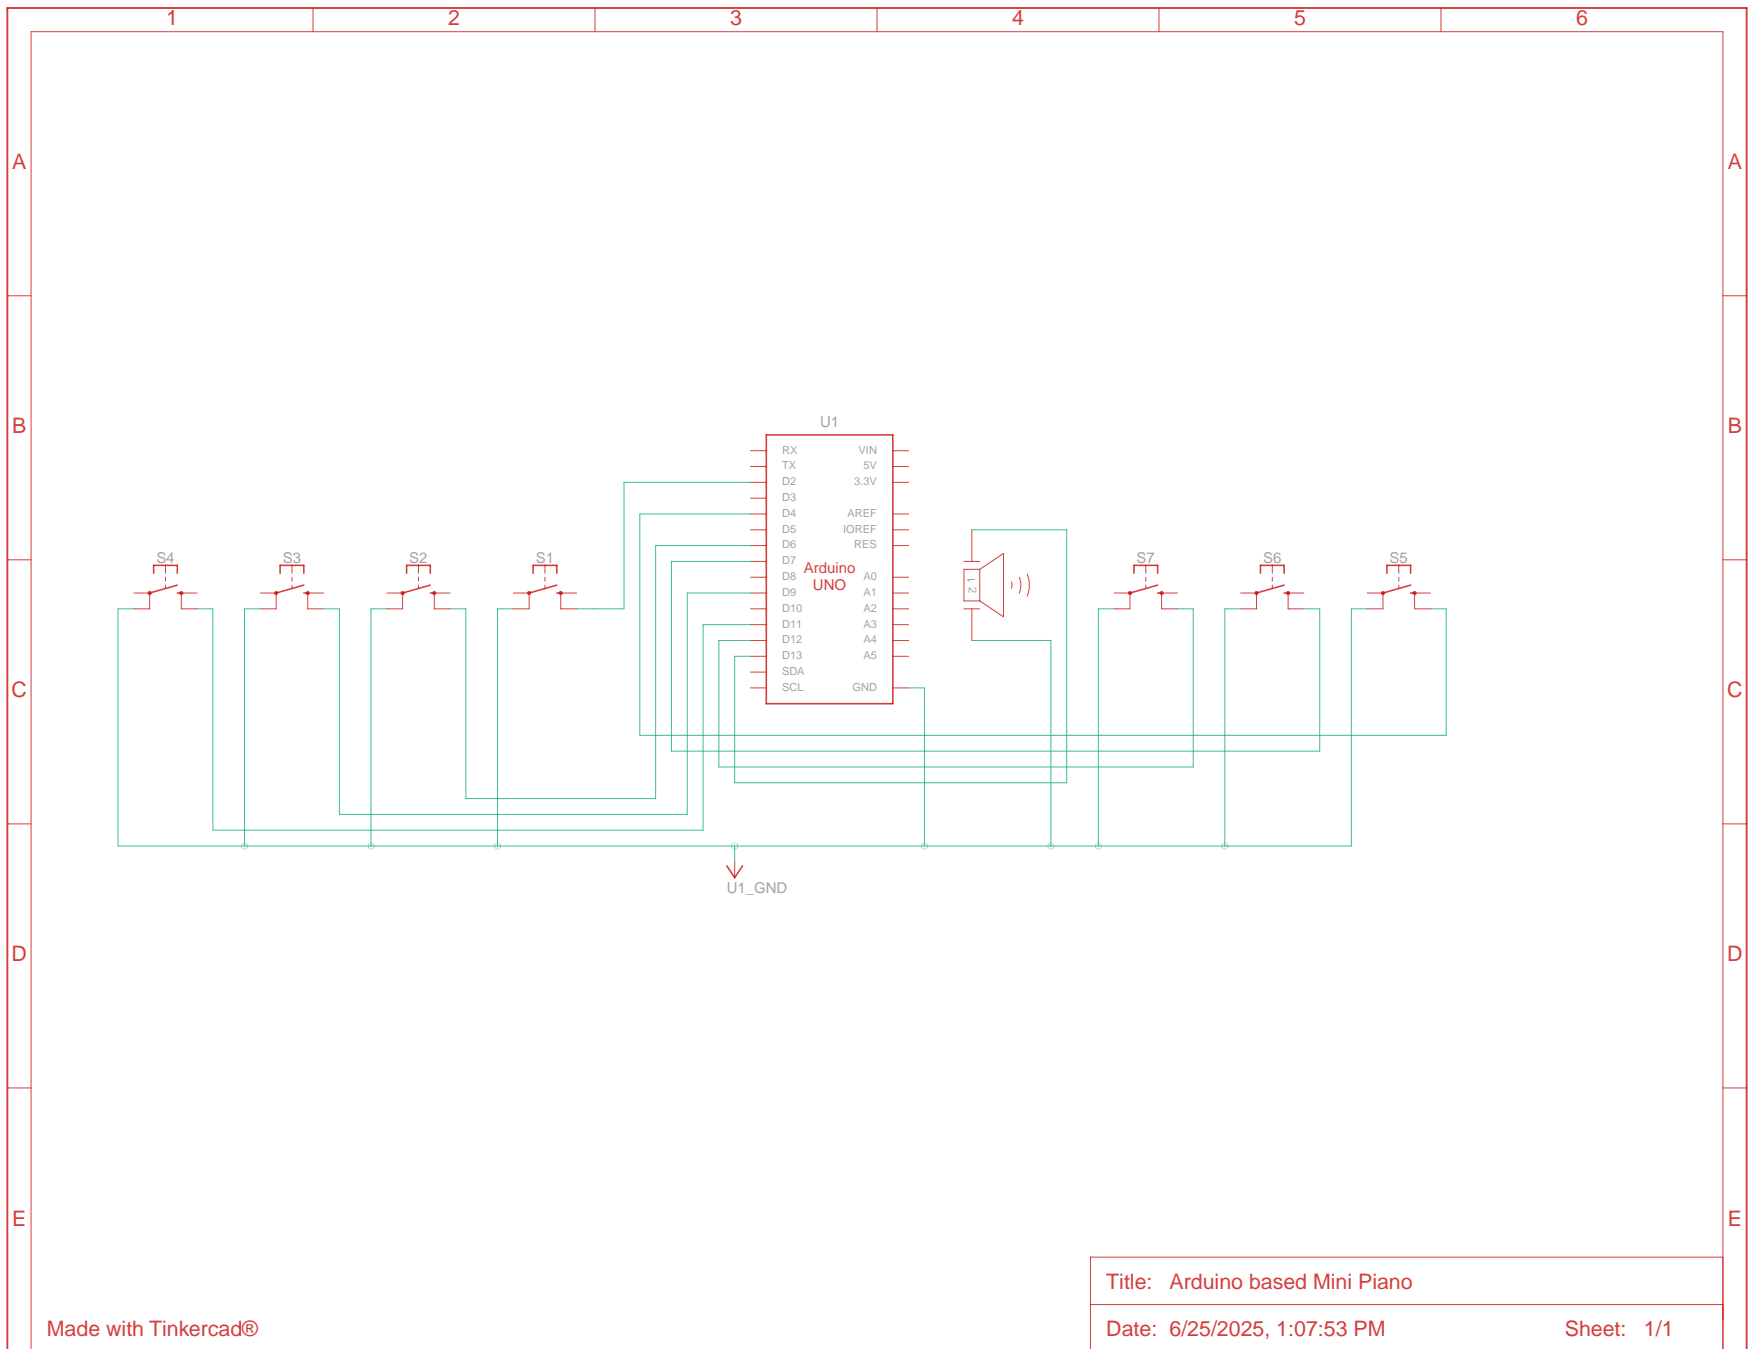 1 2 3 4 5 6
A A
B B
U1
RX VIN
TX 5V
D2 3.3V
D3
D4 AREF
D5 IOREF
D6 RES
D7
Arduino
UNO
D8 A0
D9 A1
D10 A2
D11 A3
D12 A4
D13 A5
SDA
SCL GND
S4 S3 S2 S1 S7 S6 S5
1 2
C C
U1_GND
D D
E E
Title: Arduino based Mini Piano
Made with Tinkercad®
Date: 6/25/2025, 1:07:53 PM Sheet: 1/1